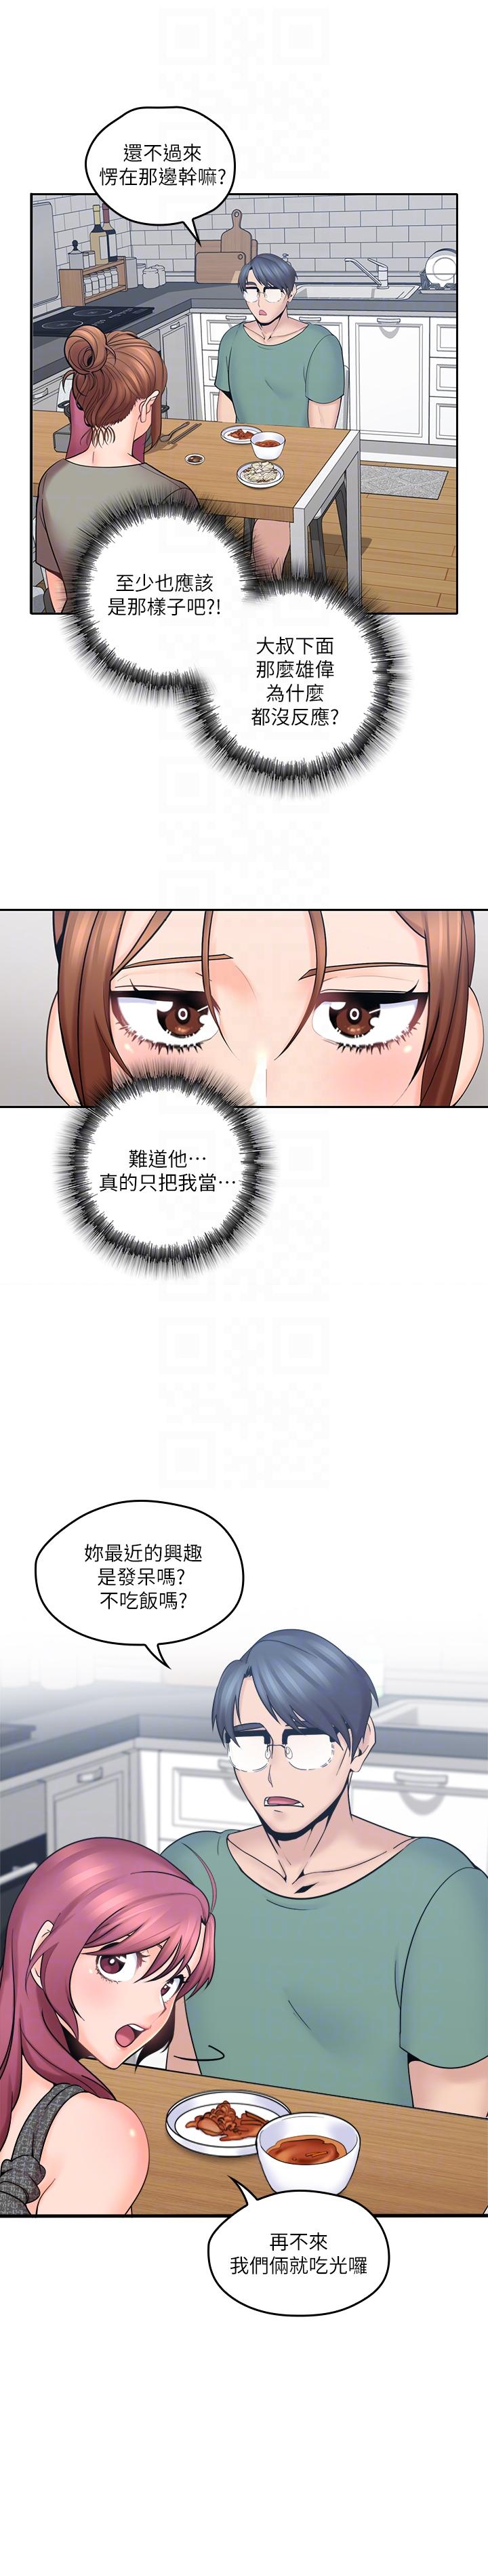 還不過來
愣在那邊幹嘛?
至少也應該
是那樣子吧?!
大叔下面
那麼雄偉
為什麼
都沒反應?
難道他…
真的只把我當…
妳最近的興趣
是發呆嗎?
不吃飯嗎?
再不來
我們倆就吃光囉